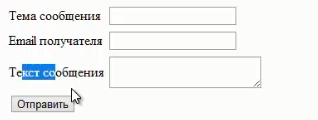 Тема сообщения
Email получателя
Текст сообщения
Отправить